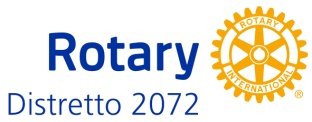 Rotary
Distretto 2072
ROTARY
INTERNATIONAL
®